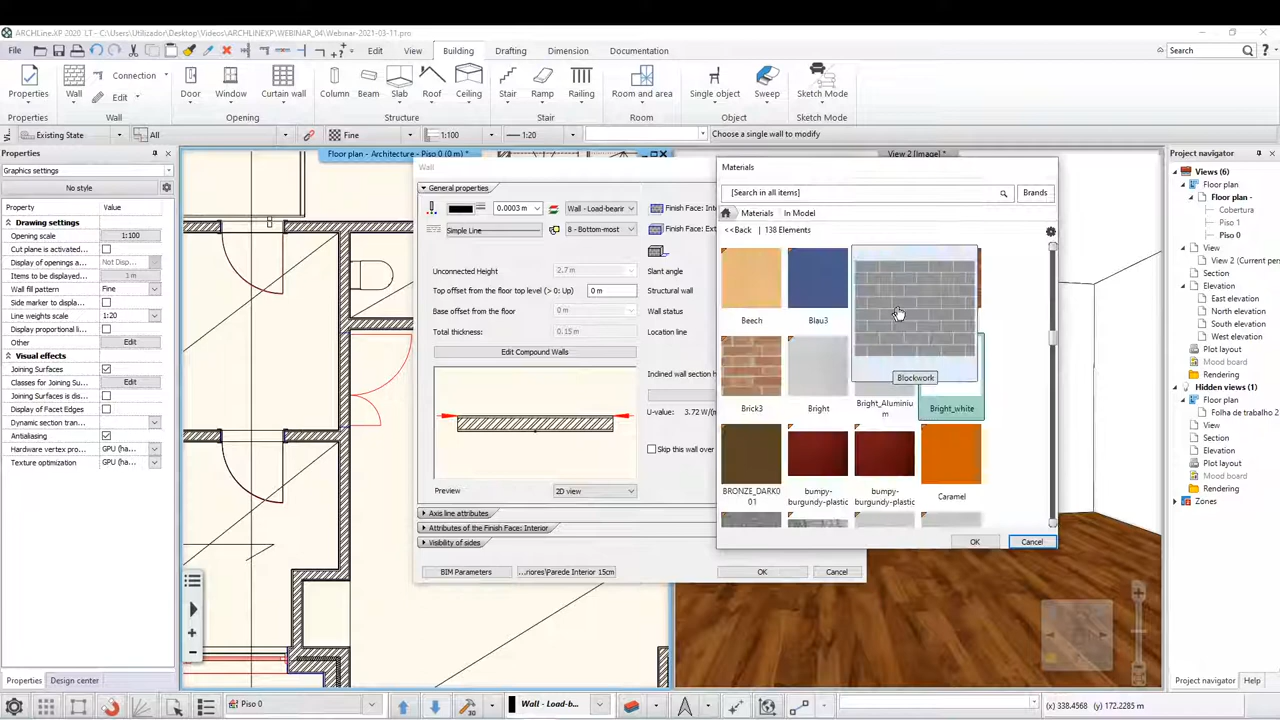 ARCHLine.XP 2020 LT - C:\Users\Utilizador\Desktop\Videos\ARCHLINEXP\WEBINAR_04\Webinar-2021-03-11.pro
File Edit View Building Drafting Dimension Documentation Search
Properties Wall Connection Edit Door Window Curtain wall Column Beam Slab Roof Ceiling Stair Ramp Railing Room and area Single object Sweep Sketch Mode
Properties Wall Opening Structure Stair Room Object Sketch Mode
Existing State All Fine 1:100 1:20 Choose a single wall to modify
Properties
Graphics settings
No style
Property Value
Drawing settings
Opening scale 1:100
Cut plane is activated...
Display of openings a... Not Disp...
Items to be displayed... 1 m
Wall fill pattern Fine
Side marker to display
Line weights scale 1:20
Display proportional li...
Other Edit
Visual effects
Joining Surfaces
Classes for Joining Su... Edit
Joining Surfaces is dis...
Display of Facet Edges
Dynamic section tran...
Antialiasing
Hardware vertex pro... GPU (ha...
Texture optimization GPU (ha...
Properties Design center
Floor plan - Architecture - Piso 0 (0 m) *
Wall
General properties
0.0003 m Wall - Load-bearin Finish Face: Inte
Simple Line 8 - Bottom-most Finish Face: Ext
Unconnected Height 2.7 m Slant angle
Top offset from the floor top level (> 0: Up) 0 m Structural wall
Base offset from the floor 0 m Wall status
Total thickness: 0.15 m Location line
Edit Compound Walls
Inclined wall section h
U-value: 3.72 W/(m
Skip this wall over
Preview 2D view
Axis line attributes
Attributes of the Finish Face: Interior
Visibility of sides
BIM Parameters ...riores\Parede Interior 15cm OK Cancel
View 2 [Image] *
Materials
[Search in all items] Brands
Materials In Model
<<Back 138 Elements
Beech Blau3
Blockwork
Brick3 Bright Bright_Aluminiu
m Bright_white
BRONZE_DARK0
01 bumpy-
burgundy-plastic bumpy-
burgundy-plastic Caramel
OK Cancel
Project navigator
Views (6)
Floor plan
Floor plan -
Cobertura
Piso 1
Piso 0
View
View 2 (Current pers
Section
Elevation
East elevation
North elevation
South elevation
West elevation
Plot layout
Mood board
Rendering
Hidden views (1)
Floor plan
Folha de trabalho 2
View
Section
Elevation
Plot layout
Mood board
Rendering
Zones
Project navigator Help
Piso 0 Wall - Load-b... (x) 338.4568 (y) 172.2285 m